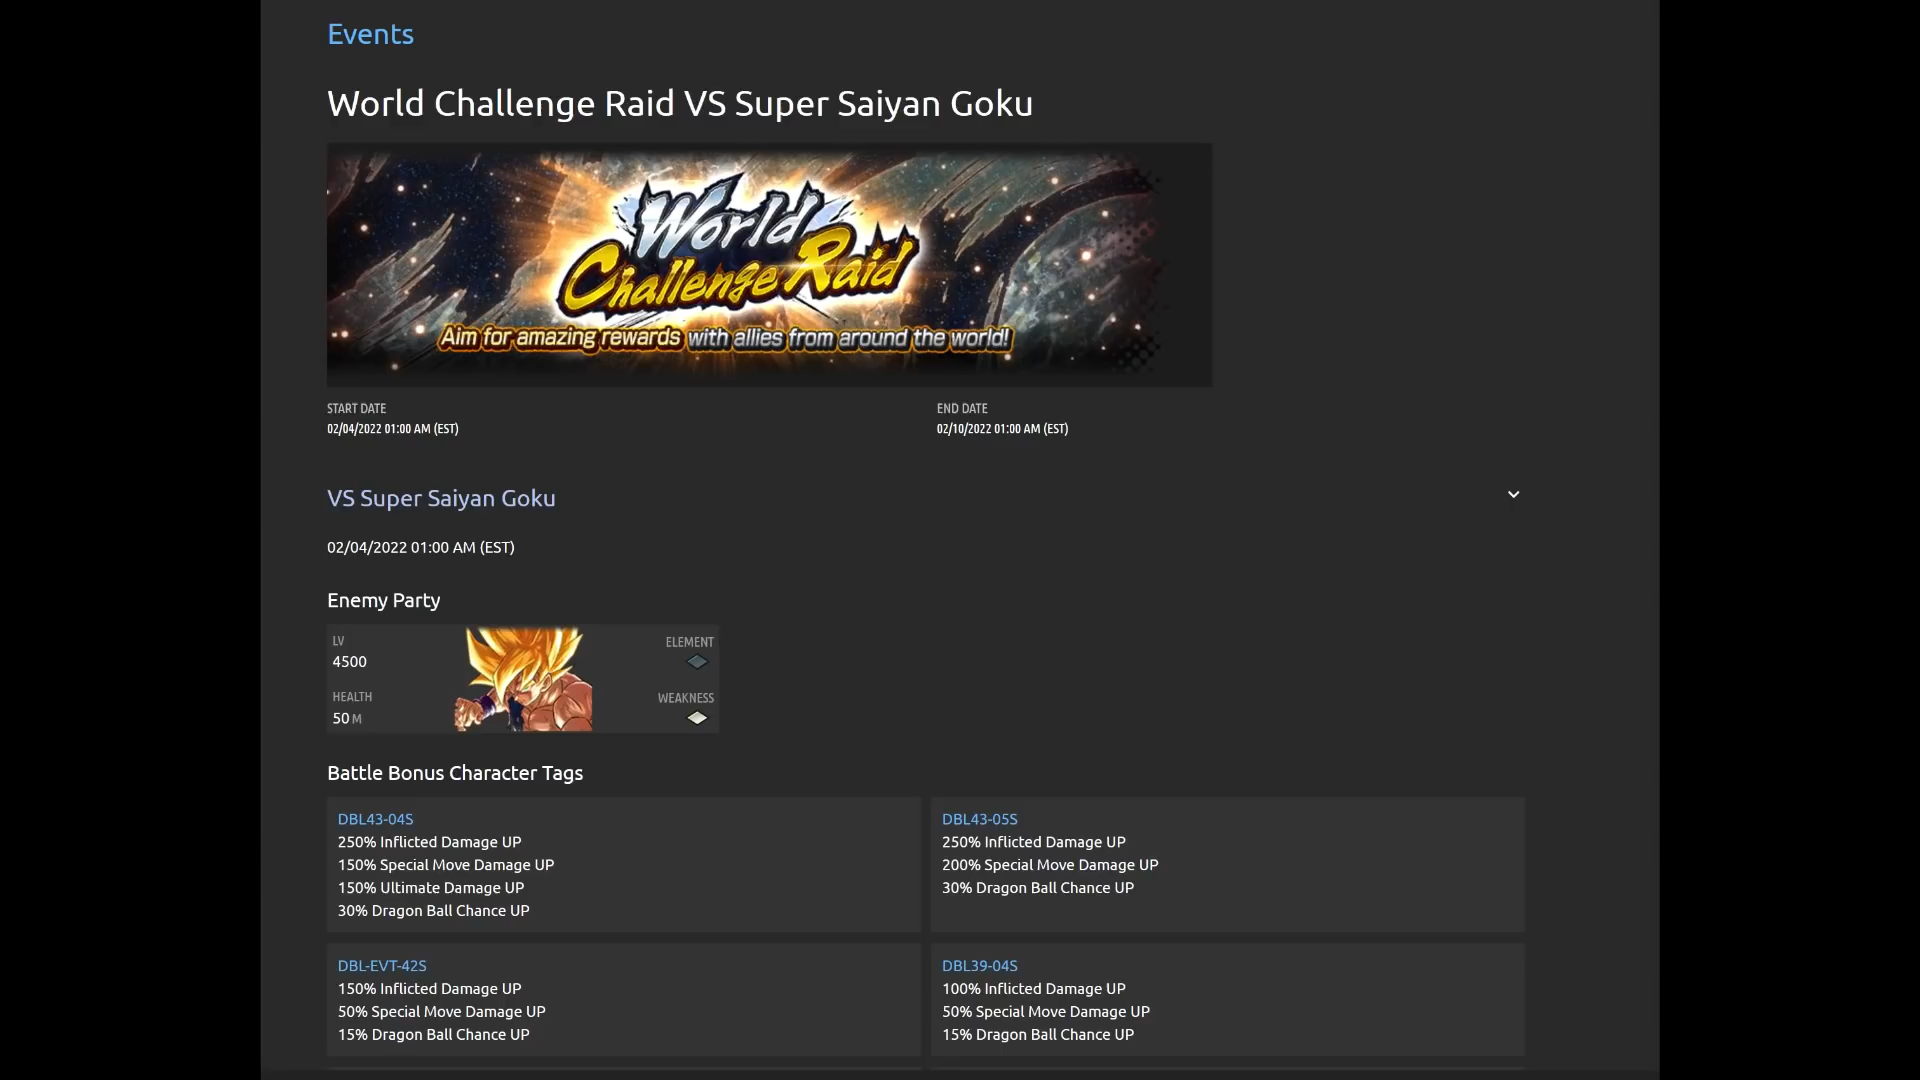 Events
World Challenge Raid VS Super Saiyan Goku
World
Challenge Raid
Aim for amazing rewards with allies from around the world!
START DATE
02/04/2022 01:00 AM (EST)
END DATE
02/10/2022 01:00 AM (EST)
VS Super Saiyan Goku
02/04/2022 01:00 AM (EST)
Enemy Party
LV
4500
ELEMENT
HEALTH
50 M
WEAKNESS
Battle Bonus Character Tags
DBL43-04S
250% Inflicted Damage UP
150% Special Move Damage UP
150% Ultimate Damage UP
30% Dragon Ball Chance UP
DBL43-05S
250% Inflicted Damage UP
200% Special Move Damage UP
30% Dragon Ball Chance UP
DBL-EVT-42S
150% Inflicted Damage UP
50% Special Move Damage UP
15% Dragon Ball Chance UP
DBL39-04S
100% Inflicted Damage UP
50% Special Move Damage UP
15% Dragon Ball Chance UP